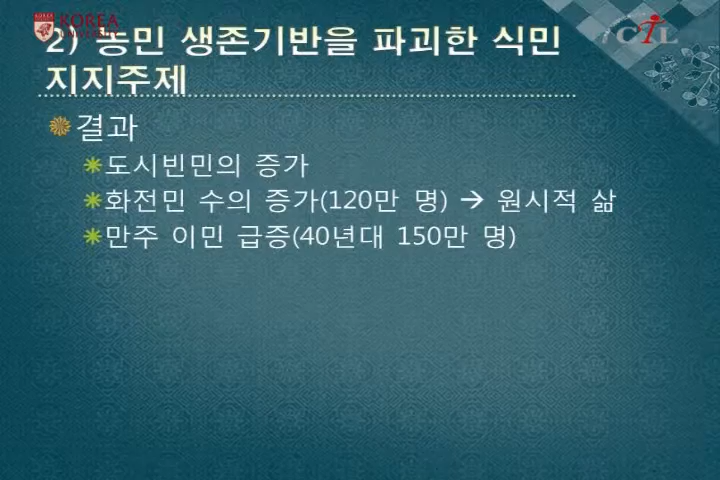 KOREA
UNIVERSITY
CTL
2) 농민 생존기반을 파괴한 식민
지지주제
결과
도시빈민의 증가
화전민 수의 증가(120만 명) → 원시적 삶
만주 이민 급증(40년대 150만 명)